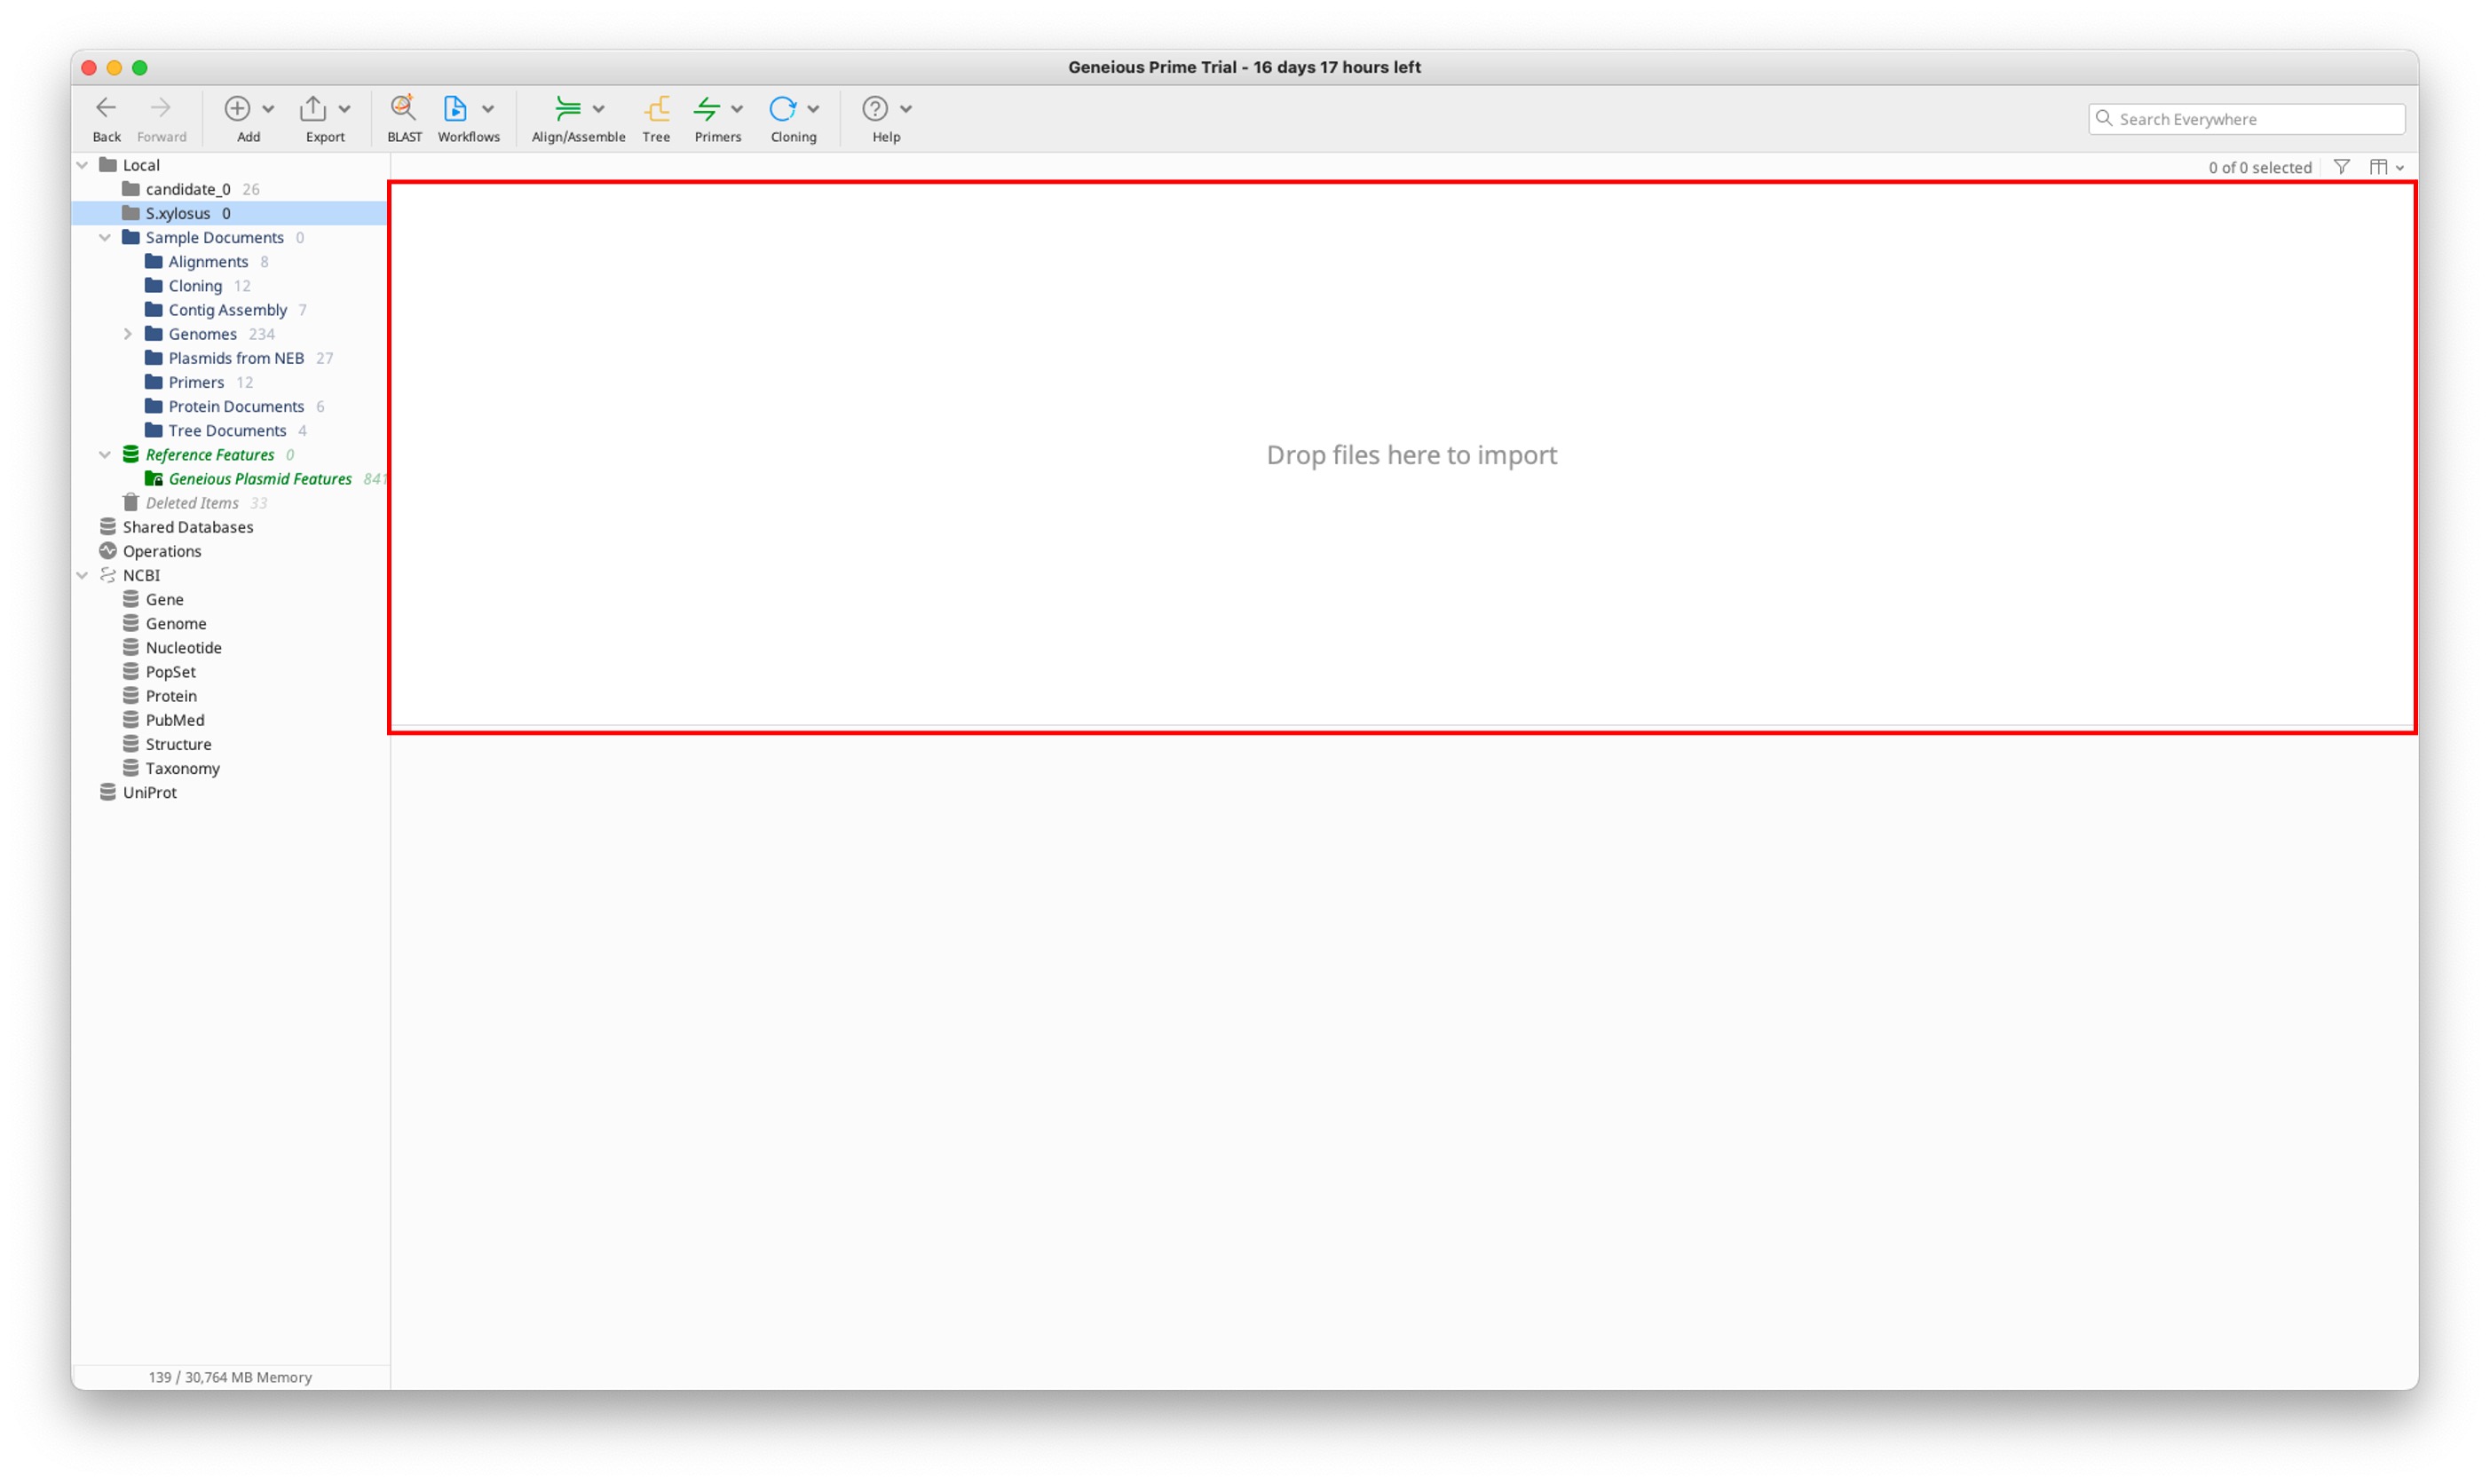 Geneious Prime Trial - 16 days 17 hours left
Back Forward Add Export BLAST Workflows Align/Assemble Tree Primers Cloning Help
Search Everywhere
0 of 0 selected
Local
candidate_0 26
S.xylosus 0
Sample Documents 0
Alignments 8
Cloning 12
Contig Assembly 7
Genomes 234
Plasmids from NEB 27
Primers 12
Protein Documents 6
Tree Documents 4
Reference Features 0
Geneious Plasmid Features 841
Deleted Items 33
Shared Databases
Operations
NCBI
Gene
Genome
Nucleotide
PopSet
Protein
PubMed
Structure
Taxonomy
UniProt
139 / 30,764 MB Memory
Drop files here to import